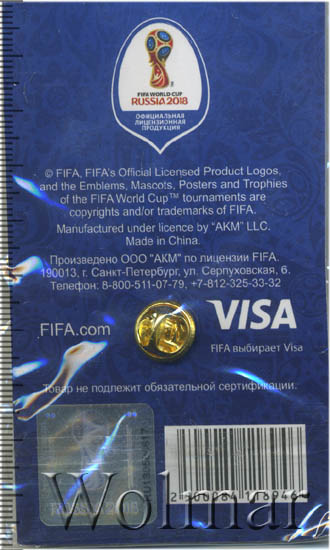 FIFA WORLD CUP
RUSSIA 2018
ОФИЦИАЛЬНАЯ
ЛИЦЕНЗИОННАЯ
ПРОДУКЦИЯ
© FIFA, FIFA's Official Licensed Product Logos,
and the Emblems, Mascots, Posters and Trophies
of the FIFA World Cup™ tournaments are
copyrights and/or trademarks of FIFA.
Manufactured under licence by "AKM" LLC.
Made in China.
Произведено ООО "АКМ" по лицензии FIFA.
190013, г. Санкт-Петербург, ул. Серпуховская, 6.
Телефон: 8-800-511-07-79, +7-812-325-33-32
FIFA.com
VISA
FIFA выбирает Visa
Товар не подлежит обязательной сертификации.
Wolmar